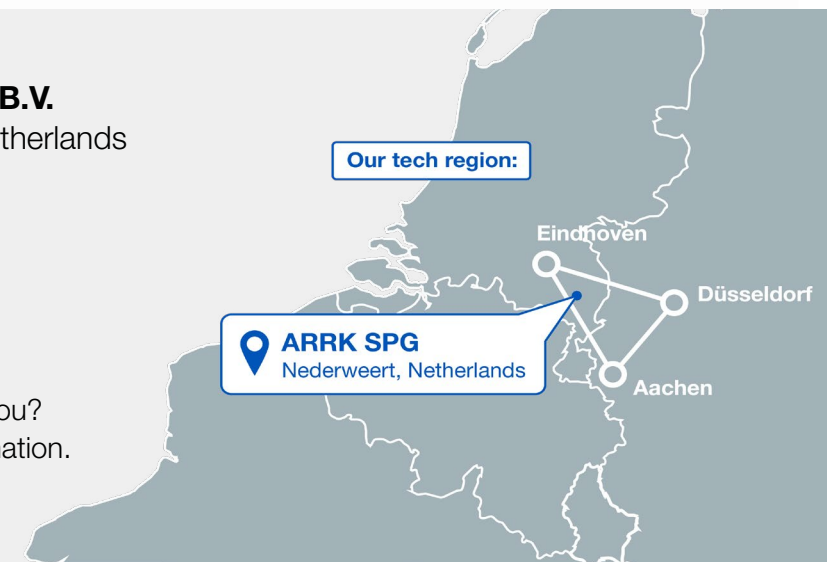 B.V.
therlands
Our tech region:
Eindhoven
Düsseldorf
ARRK SPG
Nederweert, Netherlands
Aachen
ou?
ation.